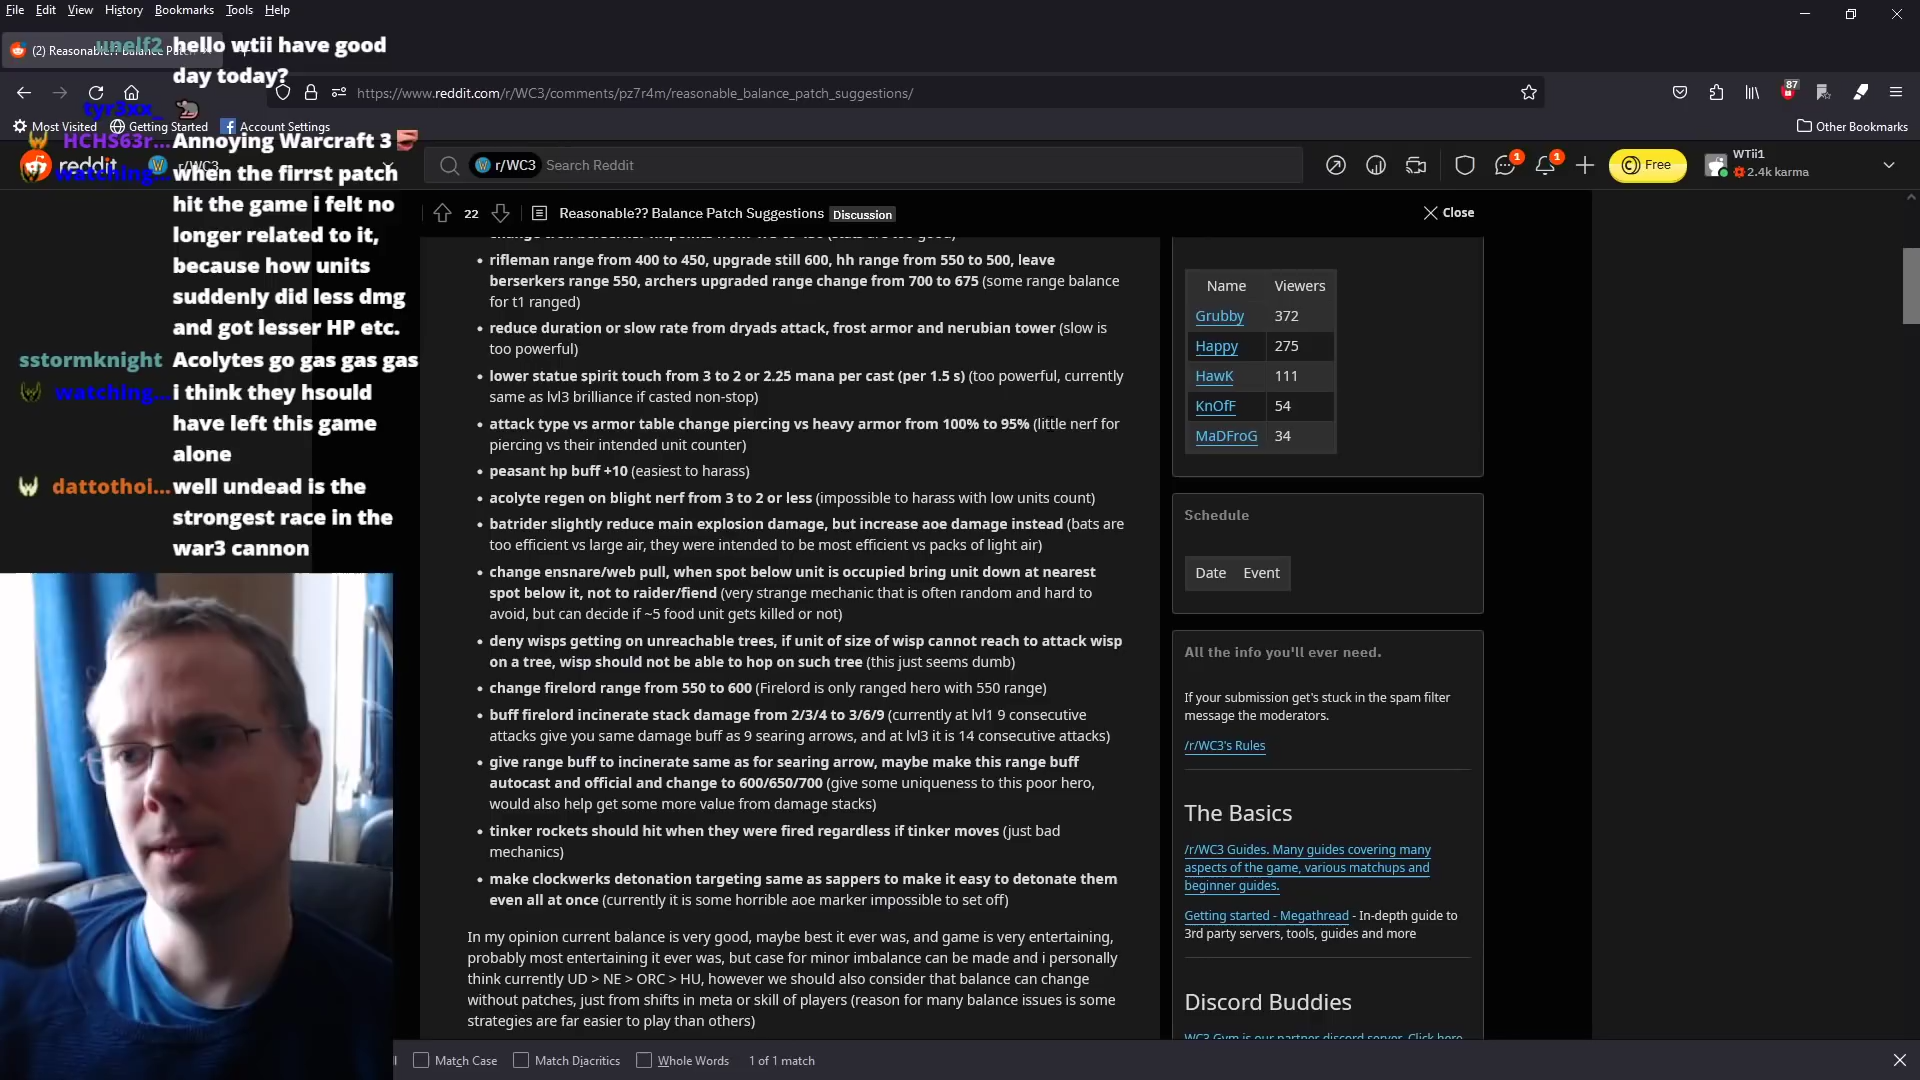 File Edit View History Bookmarks Tools Help
(2) Reasonable?? Balance Patc
https://www.reddit.com/r/WC3/comments/pz7r4m/reasonable_balance_patch_suggestions/
87
Most Visited Getting Started Account Settings
Other Bookmarks
unelf2 hello wtii have good
day today?
tyr3xx_
HCHS63r... Annoying Warcraft 3
watching... when the firrst patch
hit the game i felt no
longer related to it,
because how units
suddenly did less dmg
and got lesser HP etc.
sstormknight Acolytes go gas gas gas
watching... i think they hsould
have left this game
alone
dattothoi... well undead is the
strongest race in the
war3 cannon
reddit r/WC3
r/WC3 Search Reddit
1 1
Free
WTii1
2.4k karma
22 Reasonable?? Balance Patch Suggestions Discussion
Close
rifleman range from 400 to 450, upgrade still 600, hh range from 550 to 500, leave
berserkers range 550, archers upgraded range change from 700 to 675 (some range balance
for t1 ranged)
reduce duration or slow rate from dryads attack, frost armor and nerubian tower (slow is
too powerful)
lower statue spirit touch from 3 to 2 or 2.25 mana per cast (per 1.5 s) (too powerful, currently
same as lvl3 brilliance if casted non-stop)
attack type vs armor table change piercing vs heavy armor from 100% to 95% (little nerf for
piercing vs their intended unit counter)
peasant hp buff +10 (easiest to harass)
acolyte regen on blight nerf from 3 to 2 or less (impossible to harass with low units count)
batrider slightly reduce main explosion damage, but increase aoe damage instead (bats are
too efficient vs large air, they were intended to be most efficient vs packs of light air)
change ensnare/web pull, when spot below unit is occupied bring unit down at nearest
spot below it, not to raider/fiend (very strange mechanic that is often random and hard to
avoid, but can decide if ~5 food unit gets killed or not)
deny wisps getting on unreachable trees, if unit of size of wisp cannot reach to attack wisp
on a tree, wisp should not be able to hop on such tree (this just seems dumb)
change firelord range from 550 to 600 (Firelord is only ranged hero with 550 range)
buff firelord incinerate stack damage from 2/3/4 to 3/6/9 (currently at lvl1 9 consecutive
attacks give you same damage buff as 9 searing arrows, and at lvl3 it is 14 consecutive attacks)
give range buff to incinerate same as for searing arrow, maybe make this range buff
autocast and official and change to 600/650/700 (give some uniqueness to this poor hero,
would also help get some more value from damage stacks)
tinker rockets should hit when they were fired regardless if tinker moves (just bad
mechanics)
make clockwerks detonation targeting same as sappers to make it easy to detonate them
even all at once (currently it is some horrible aoe marker impossible to set off)
In my opinion current balance is very good, maybe best it ever was, and game is very entertaining,
probably most entertaining it ever was, but case for minor imbalance can be made and i personally
think currently UD > NE > ORC > HU, however we should also consider that balance can change
without patches, just from shifts in meta or skill of players (reason for many balance issues is some
strategies are far easier to play than others)
Name Viewers
Grubby 372
Happy 275
HawK 111
KnOfF 54
MaDFroG 34
Schedule
Date Event
All the info you'll ever need.
If your submission get's stuck in the spam filter
message the moderators.
/r/WC3's Rules
The Basics
/r/WC3 Guides. Many guides covering many
aspects of the game, various matchups and
beginner guides.
Getting started - Megathread - In-depth guide to
3rd party servers, tools, guides and more
Discord Buddies
WC3 Gym is our partner discord server. Click here
Match Case Match Diacritics Whole Words 1 of 1 match